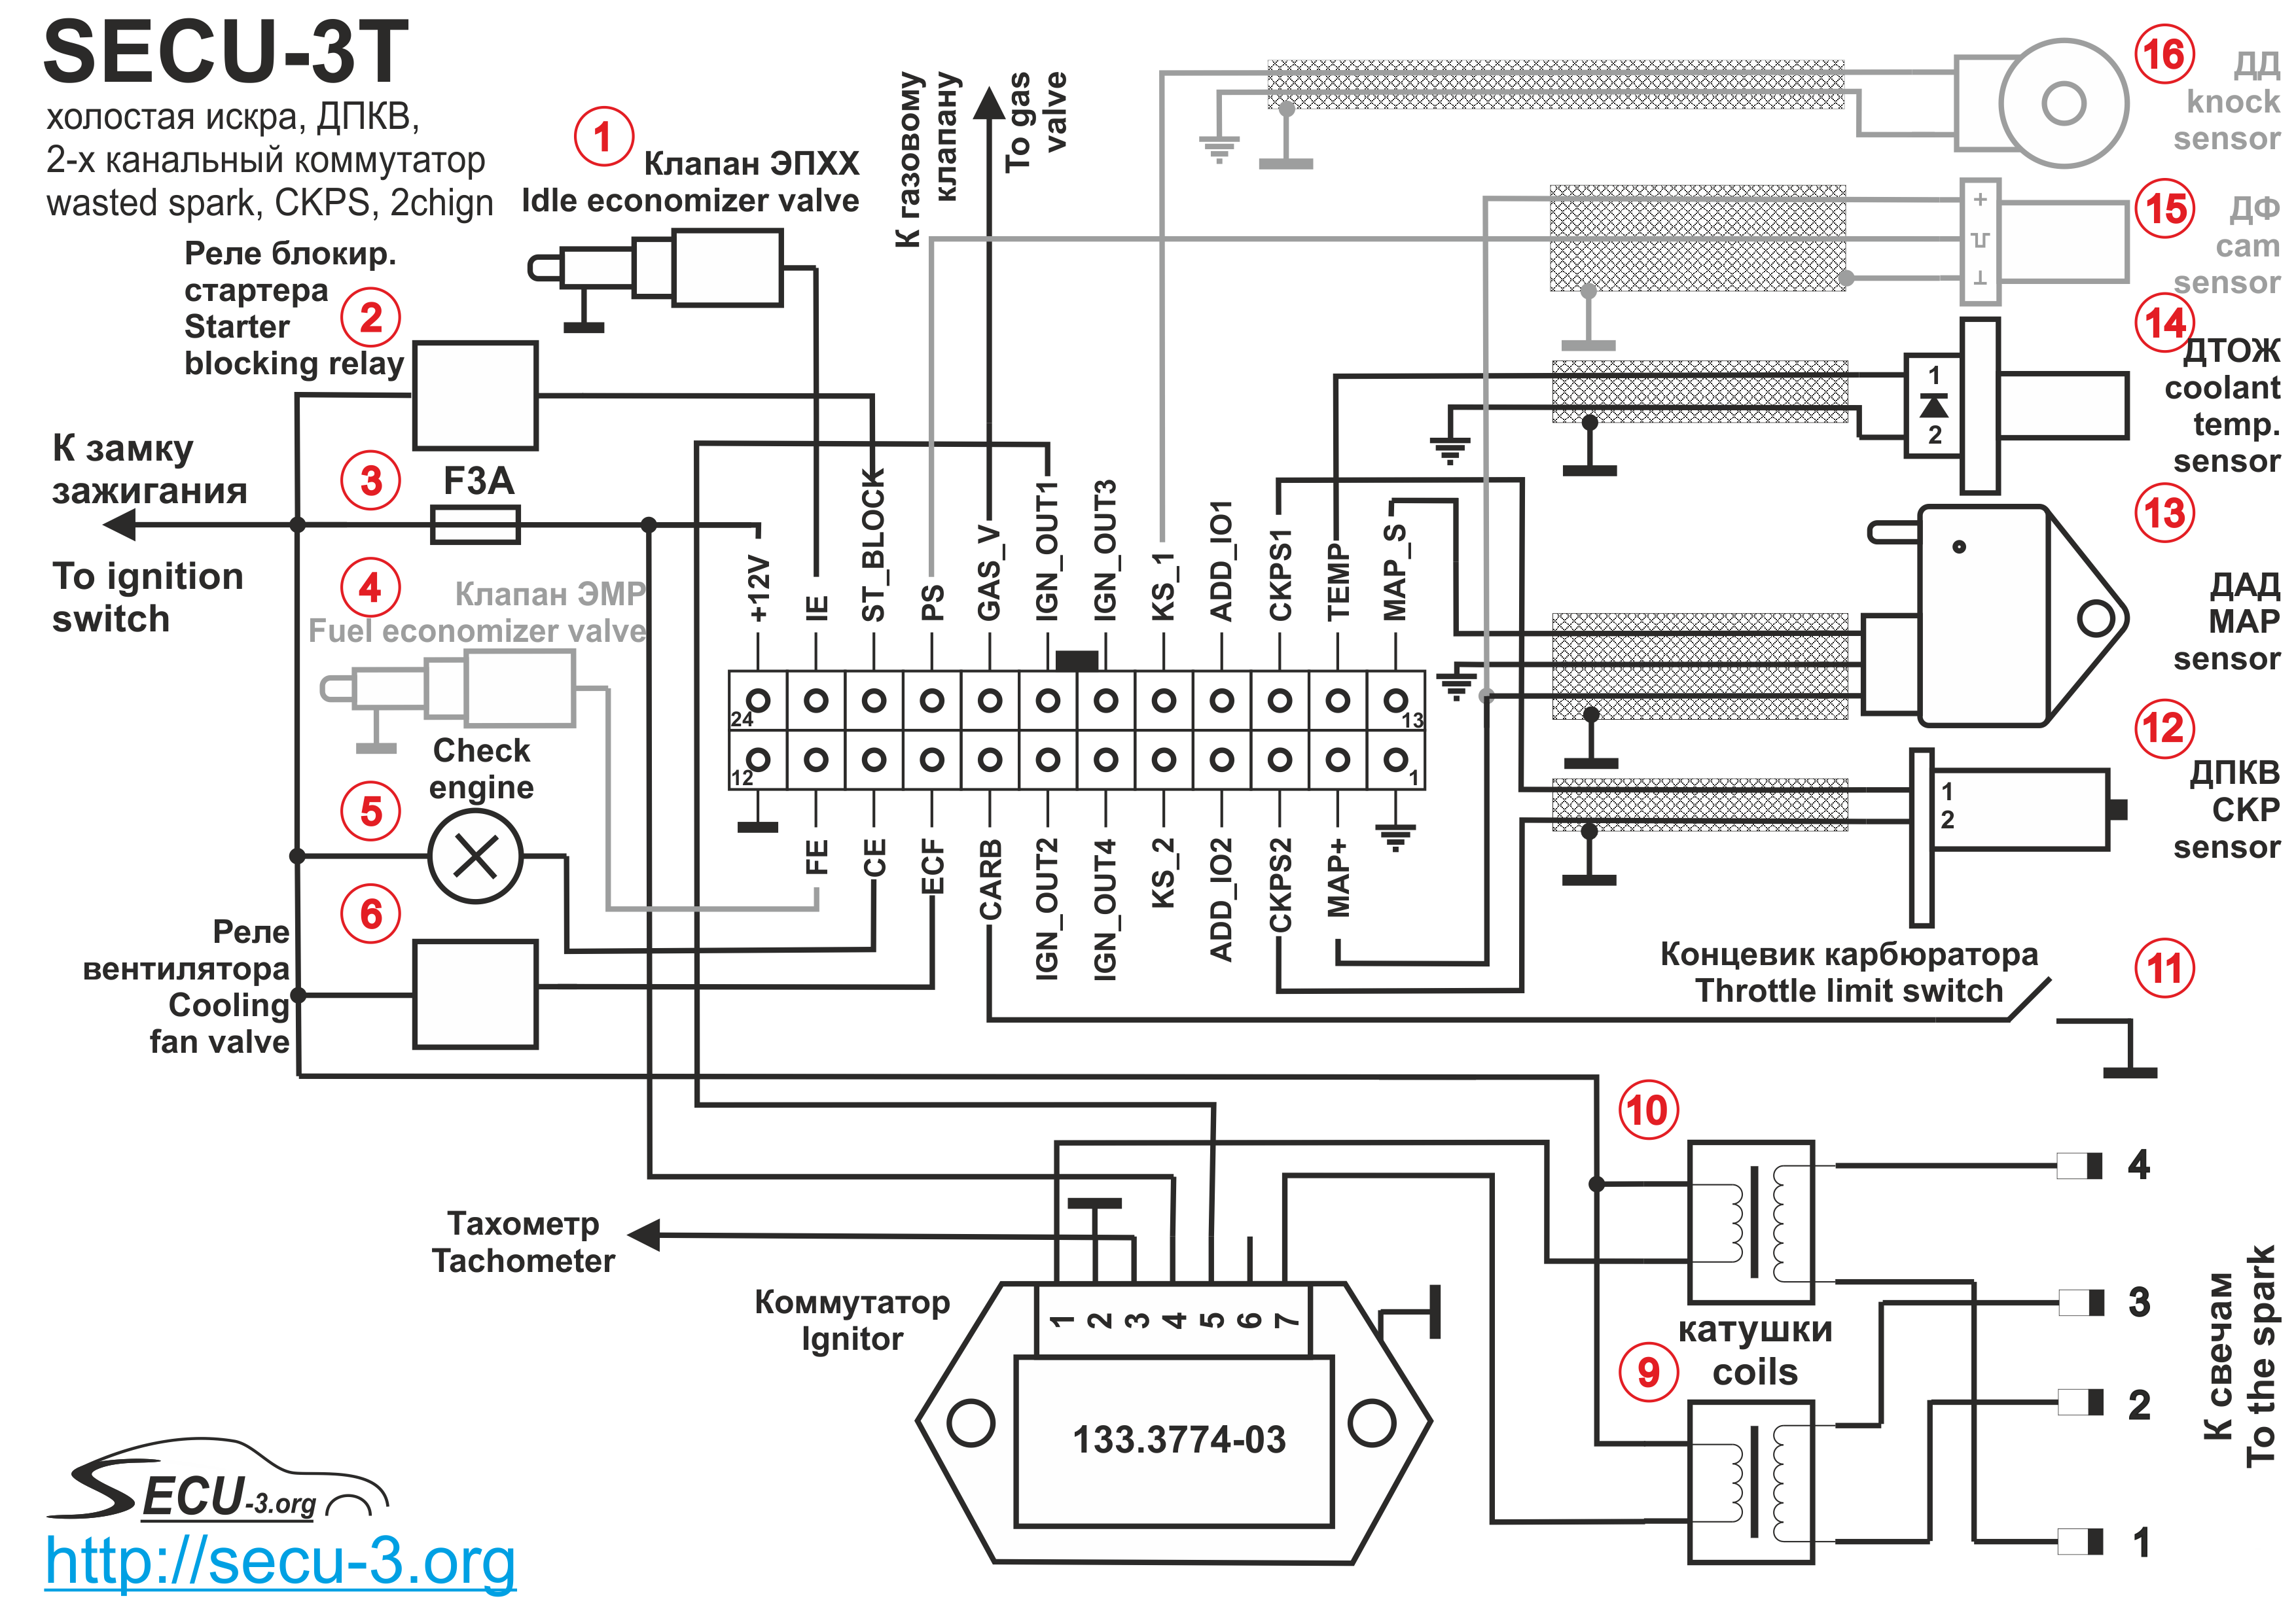 SECU-3T
холостая искра, ДПКВ,
2-х канальный коммутатор
wasted spark, CKPS, 2chign
1
Клапан ЭПХХ
Idle economizer valve
К газовому
клапану
To gas
valve
16
ДД
knock
sensor
15
ДФ
cam
sensor
+
⊥
Реле блокир.
стартера
Starter
blocking relay
2
14
ДТОЖ
coolant
temp.
sensor
1
2
К замку
зажигания
To ignition
switch
3
F3A
4
Клапан ЭМР
Fuel economizer valve
13
ДАД
MAP
sensor
+12V
IE
ST_BLOCK
PS
GAS_V
IGN_OUT1
IGN_OUT3
KS_1
ADD_IO1
CKPS1
TEMP
MAP_S
24
13
12
1
FE
CE
ECF
CARB
IGN_OUT2
IGN_OUT4
KS_2
ADD_IO2
CKPS2
MAP+
Check
engine
5
12
ДПКВ
CKP
sensor
1
2
6
Реле
вентилятора
Cooling
fan valve
Концевик карбюратора
Throttle limit switch
11
10
катушки
coils
9
4
3
2
1
К свечам
To the spark
Тахометр
Tachometer
Коммутатор
Ignitor
1
2
3
4
5
6
7
133.3774-03
SECU-3.org
http://secu-3.org